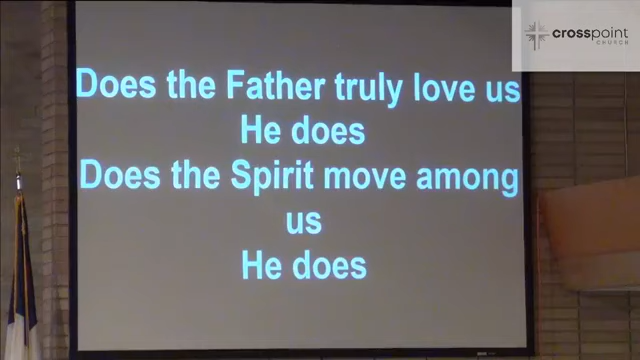 crosspoint
CHURCH
Does the Father truly love us
He does
Does the Spirit move among
us
He does